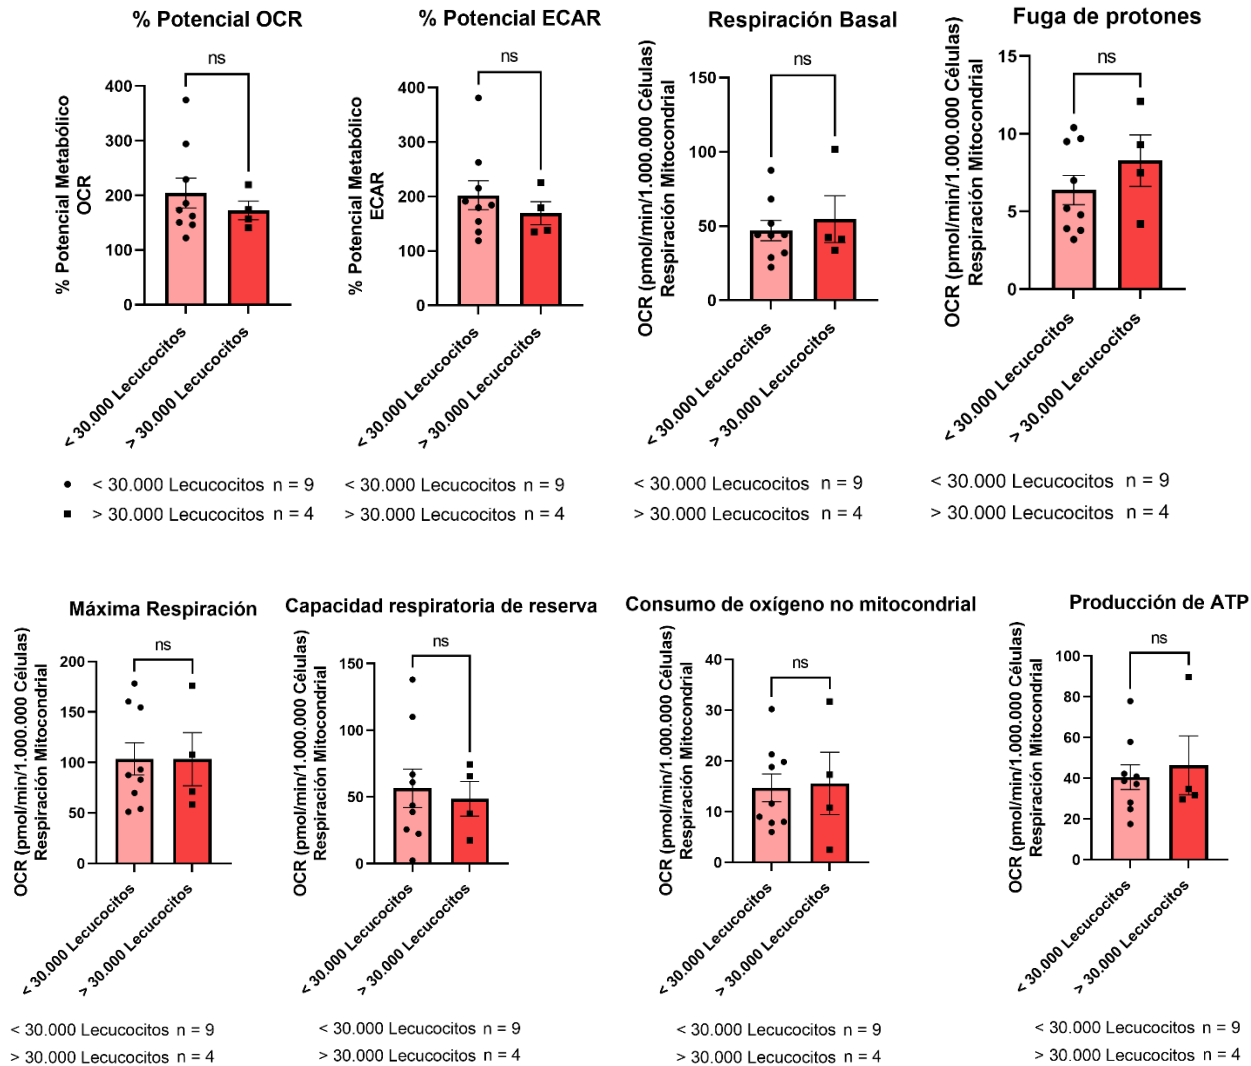 % Potencial OCR
ns
% Potencial Metabólico
OCR
400
300
200
100
0
< 30.000 Lecucocitos
> 30.000 Lecucocitos
< 30.000 Lecucocitos n = 9
> 30.000 Lecucocitos n = 4
% Potencial ECAR
ns
% Potencial Metabólico
ECAR
400
300
200
100
0
< 30.000 Lecucocitos
> 30.000 Lecucocitos
< 30.000 Lecucocitos n = 9
> 30.000 Lecucocitos n = 4
Respiración Basal
ns
OCR (pmol/min/1.000.000 Células)
Respiración Mitocondrial
150
100
50
0
< 30.000 Lecucocitos
> 30.000 Lecucocitos
< 30.000 Lecucocitos n = 9
> 30.000 Lecucocitos n = 4
Fuga de protones
ns
OCR (pmol/min/1.000.000 Células)
Respiración Mitocondrial
15
10
5
0
< 30.000 Lecucocitos
> 30.000 Lecucocitos
< 30.000 Lecucocitos n = 9
> 30.000 Lecucocitos n = 4
Máxima Respiración
ns
OCR (pmol/min/1.000.000 Células)
Respiración Mitocondrial
200
150
100
50
0
< 30.000 Lecucocitos
> 30.000 Lecucocitos
< 30.000 Lecucocitos n = 9
> 30.000 Lecucocitos n = 4
Capacidad respiratoria de reserva
ns
OCR (pmol/min/1.000.000 Células)
Respiración Mitocondrial
150
100
50
0
< 30.000 Lecucocitos
> 30.000 Lecucocitos
< 30.000 Lecucocitos n = 9
> 30.000 Lecucocitos n = 4
Consumo de oxígeno no mitocondrial
ns
OCR (pmol/min/1.000.000 Células)
Respiración Mitocondrial
40
30
20
10
0
< 30.000 Lecucocitos
> 30.000 Lecucocitos
< 30.000 Lecucocitos n = 9
> 30.000 Lecucocitos n = 4
Producción de ATP
ns
OCR (pmol/min/1.000.000 Células)
Respiración Mitocondrial
100
80
60
40
20
0
< 30.000 Lecucocitos
> 30.000 Lecucocitos
< 30.000 Lecucocitos n = 9
> 30.000 Lecucocitos n = 4